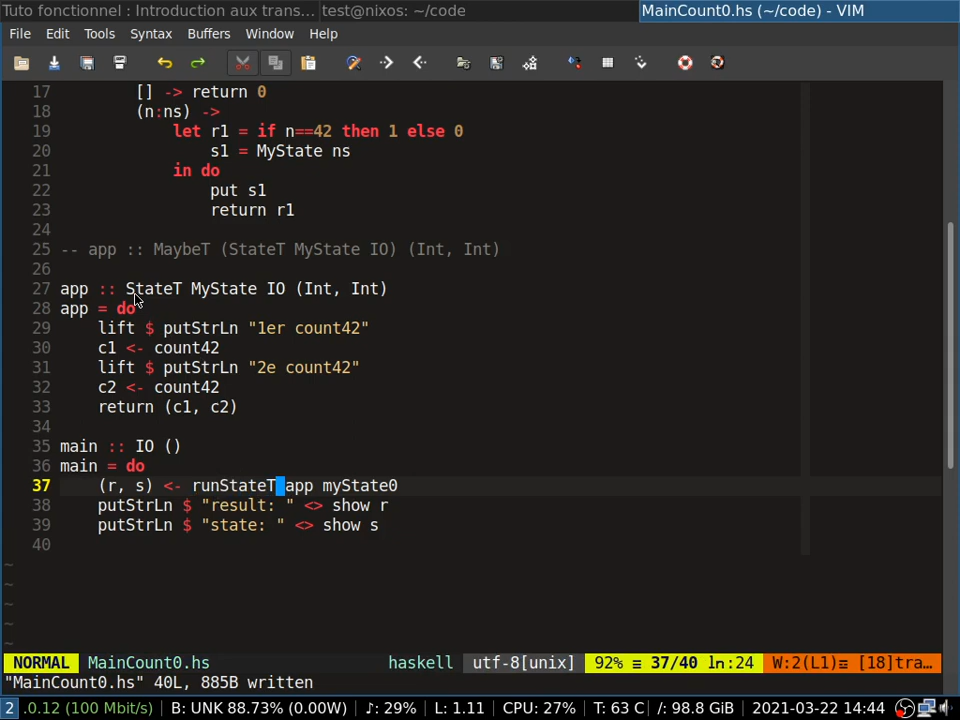 Tuto fonctionnel : Introduction aux trans... test@nixos: ~/code MainCount0.hs (~/code) - VIM
File Edit Tools Syntax Buffers Window Help
17 [] -> return 0
18 (n:ns) ->
19 let r1 = if n==42 then 1 else 0
20 s1 = MyState ns
21 in do
22 put s1
23 return r1
24
25 -- app :: MaybeT (StateT MyState IO) (Int, Int)
26
27 app :: StateT MyState IO (Int, Int)
28 app = do
29 lift $ putStrLn "1er count42"
30 c1 <- count42
31 lift $ putStrLn "2e count42"
32 c2 <- count42
33 return (c1, c2)
34
35 main :: IO ()
36 main = do
37 (r, s) <- runStateT app myState0
38 putStrLn $ "result: " <> show r
39 putStrLn $ "state: " <> show s
40
~
~
~
~
~
NORMAL MainCount0.hs haskell utf-8[unix] 92% ≡ 37/40 ln:24 W:2(L1)≡ [18]tra…
"MainCount0.hs" 40L, 885B written
2 .0.12 (100 Mbit/s) B: UNK 88.73% (0.00W) ♪: 29% L: 1.11 CPU: 27% T: 63 C /: 98.8 GiB 2021-03-22 14:44